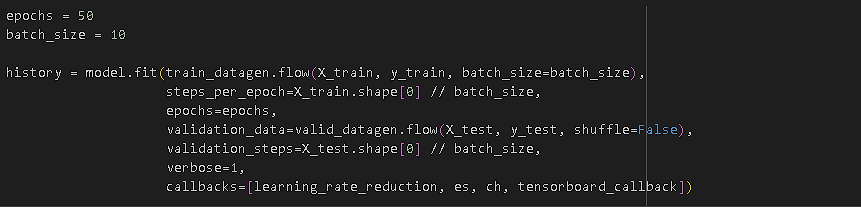 epochs = 50
batch_size = 10
history = model.fit(train_datagen.flow(X_train, y_train, batch_size=batch_size),
steps_per_epoch=X_train.shape[0] // batch_size,
epochs=epochs,
validation_data=valid_datagen.flow(X_test, y_test, shuffle=False),
validation_steps=X_test.shape[0] // batch_size,
verbose=1,
callbacks=[learning_rate_reduction, es, ch, tensorboard_callback])